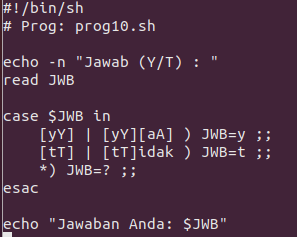 #!/bin/sh
# Prog: prog10.sh

echo -n "Jawab (Y/T) : "
read JWB

case $JWB in
    [yY] | [yY][aA] ) JWB=y ;;
    [tT] | [tT]idak ) JWB=t ;;
    *) JWB=? ;;
esac

echo "Jawaban Anda: $JWB"